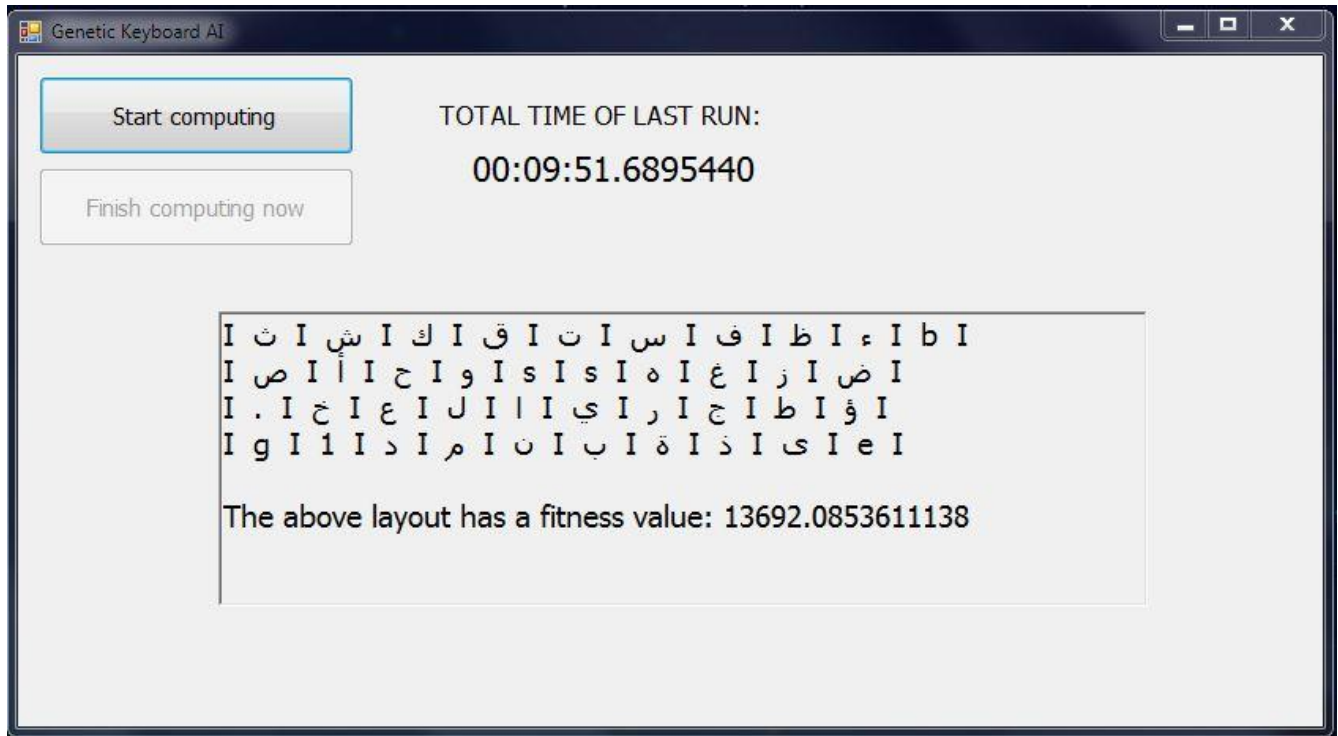 Genetic Keyboard AI
Start computing
TOTAL TIME OF LAST RUN:
00:09:51.6895440
Finish computing now
I ث I ش I ك I ق I ت I س I ف I ظ I ء I b I
I ص I أ I ح I و I s I s I ه I غ I ز I ض I
I . I خ I ع I ل I ا I ي I ر I ج I ط I ؤ I
I g I 1 I د I م I ن I ب I ة I ذ I ى I e I
The above layout has a fitness value: 13692.0853611138